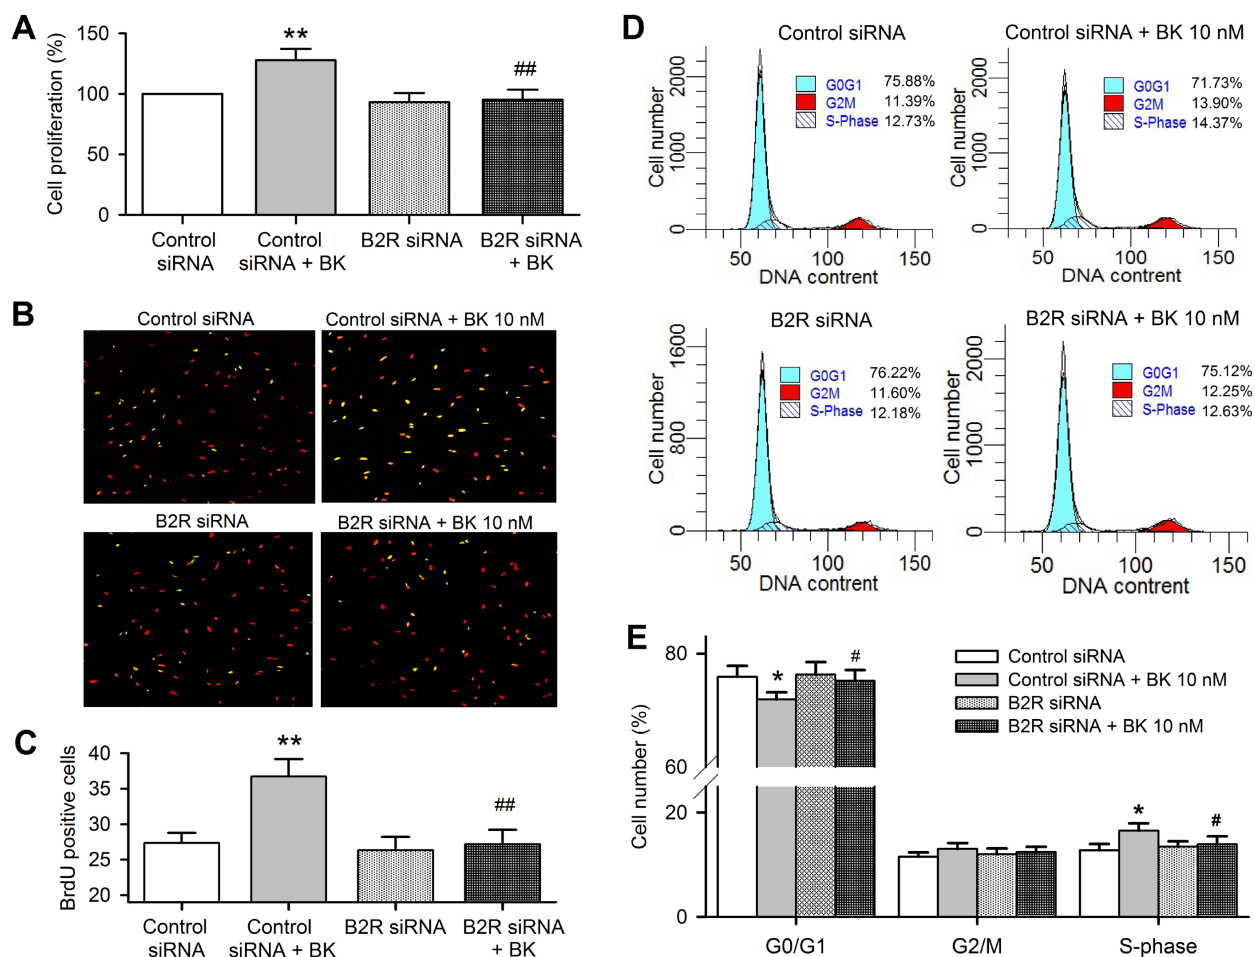 A
Cell proliferation (%)
150
100
50
0
**
##
Control
siRNA
Control
siRNA + BK
B2R siRNA
B2R siRNA
+ BK
B
Control siRNA
Control siRNA + BK 10 nM
B2R siRNA
B2R siRNA + BK 10 nM
C
BrdU positive cells
40
35
30
25
20
**
##
Control
siRNA
Control
siRNA + BK
B2R siRNA
B2R siRNA
+ BK
D
Control siRNA
Cell number
2000
1000
0
G0G1 75.88%
G2M 11.39%
S-Phase 12.73%
50 100 150
DNA contrent
Control siRNA + BK 10 nM
Cell number
2000
1000
0
G0G1 71.73%
G2M 13.90%
S-Phase 14.37%
50 100 150
DNA contrent
B2R siRNA
Cell number
1600
800
0
G0G1 76.22%
G2M 11.60%
S-Phase 12.18%
50 100 150
DNA contrent
B2R siRNA + BK 10 nM
Cell number
2000
1000
0
G0G1 75.12%
G2M 12.25%
S-Phase 12.63%
50 100 150
DNA contrent
E
Cell number (%)
80
60
20
0
*
#
*
#
Control siRNA
Control siRNA + BK 10 nM
B2R siRNA
B2R siRNA + BK 10 nM
G0/G1 G2/M S-phase